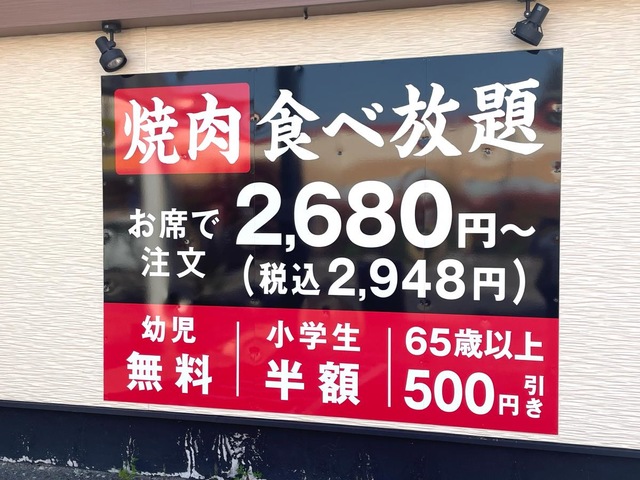 焼肉食べ放題
お席で注文
2,680円～
(税込2,948円)
幼児
無料
小学生
半額
65歳以上
500円引き